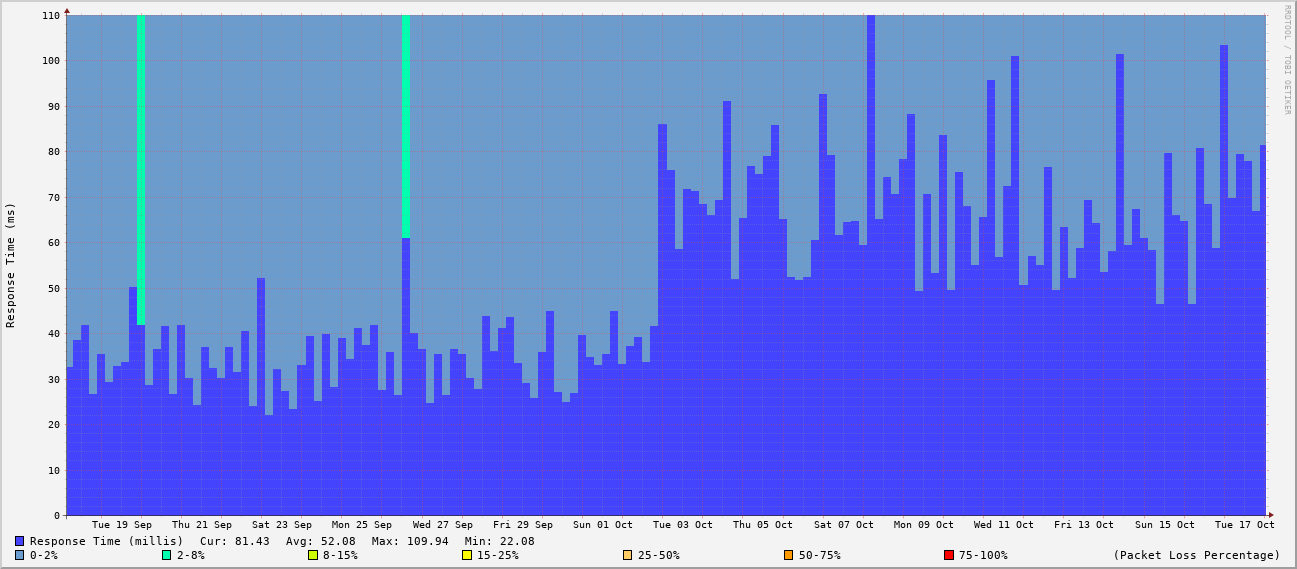 RRDTOOL / TOBI OETIKER
Response Time (ms)
110
100
90
80
70
60
50
40
30
20
10
0
Tue 19 Sep Thu 21 Sep Sat 23 Sep Mon 25 Sep Wed 27 Sep Fri 29 Sep Sun 01 Oct Tue 03 Oct Thu 05 Oct Sat 07 Oct Mon 09 Oct Wed 11 Oct Fri 13 Oct Sun 15 Oct Tue 17 Oct
Response Time (millis) Cur: 81.43 Avg: 52.08 Max: 109.94 Min: 22.08
0-2% 2-8% 8-15% 15-25% 25-50% 50-75% 75-100% (Packet Loss Percentage)